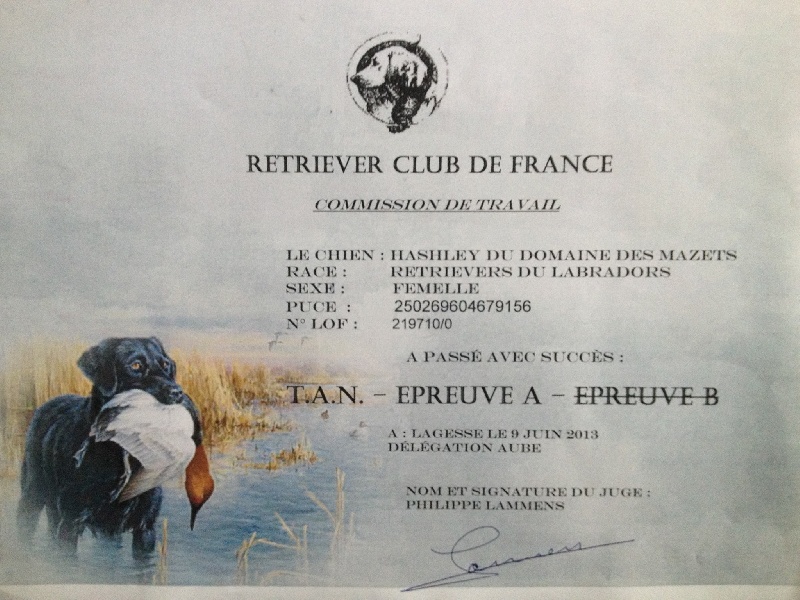 RETRIEVER CLUB DE FRANCE
COMMISSION DE TRAVAIL
LE CHIEN : HASHLEY DU DOMAINE DES MAZETS
RACE : RETRIEVERS DU LABRADORS
SEXE : FEMELLE
PUCE : 250269604679156
N° LOF : 219710/0
A PASSÉ AVEC SUCCÈS :
T.A.N. – EPREUVE A – EPREUVE B
A : LAGESSE LE 9 JUIN 2013
DÉLÉGATION AUBE
NOM ET SIGNATURE DU JUGE :
PHILIPPE LAMMENS
Lammens